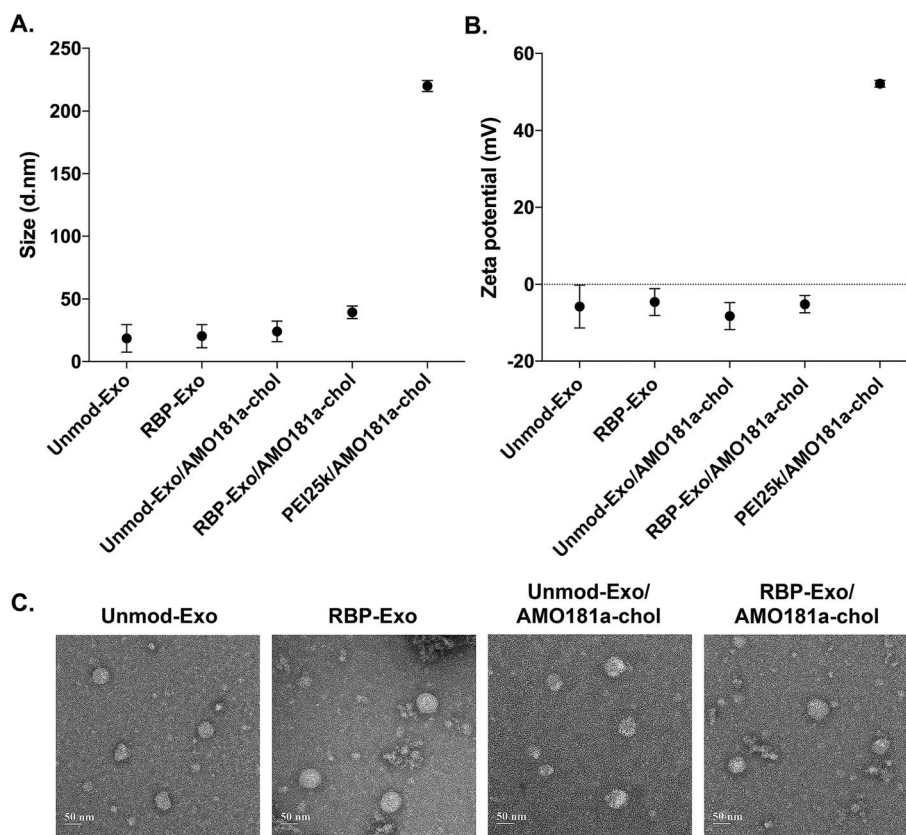 A.
250
200
150
100
50
0
Size (d.nm)
Unmod-Exo
RBP-Exo
Unmod-Exo/AMO181a-chol
RBP-Exo/AMO181a-chol
PEI25k/AMO181a-chol
B.
60
40
20
0
-20
Zeta potential (mV)
Unmod-Exo
RBP-Exo
Unmod-Exo/AMO181a-chol
RBP-Exo/AMO181a-chol
PEI25k/AMO181a-chol
C.
Unmod-Exo
RBP-Exo
Unmod-Exo/
AMO181a-chol
RBP-Exo/
AMO181a-chol
50 nm
50 nm
50 nm
50 nm